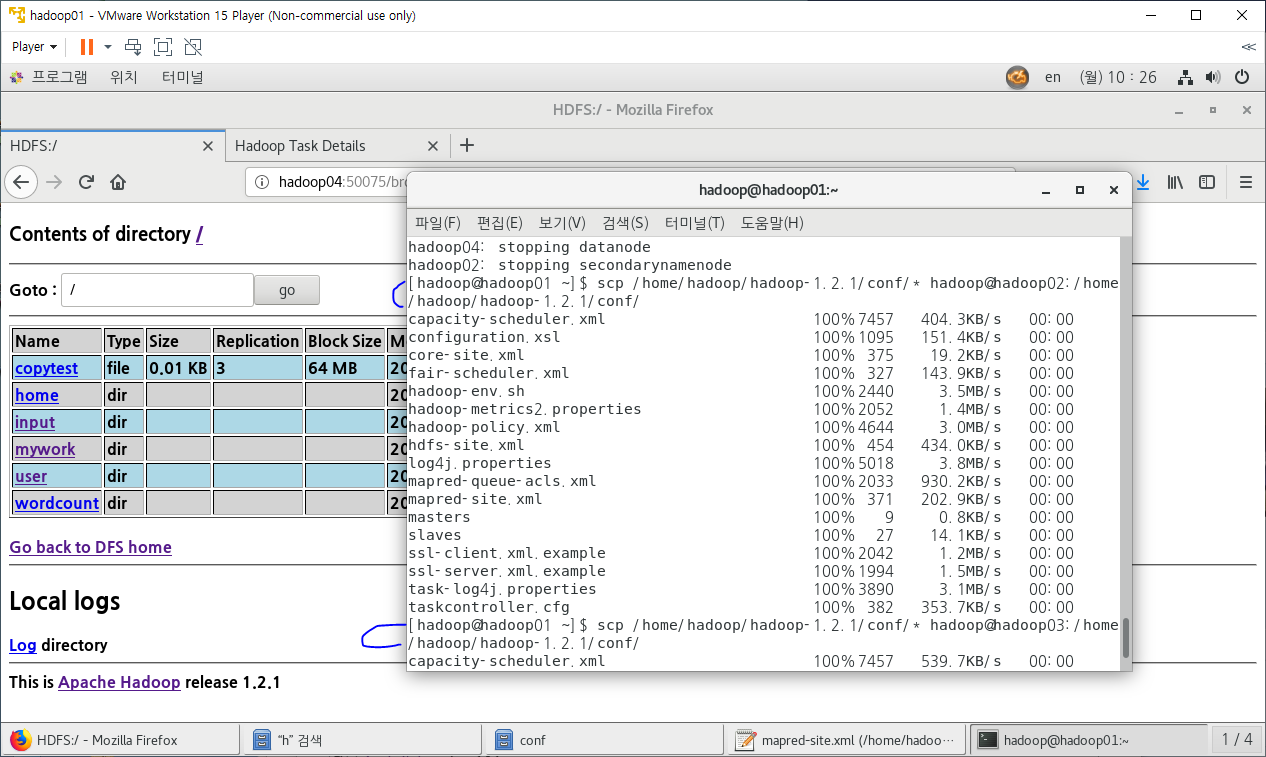 hadoop01 - VMware Workstation 15 Player (Non-commercial use only)
Player
프로그램 위치 터미널 en (월) 10 : 26
HDFS:/ - Mozilla Firefox
HDFS:/ Hadoop Task Details
hadoop04:50075/bro
hadoop@hadoop01:~
파일(F) 편집(E) 보기(V) 검색(S) 터미널(T) 도움말(H)
Contents of directory /
Goto : / go
Name Type Size Replication Block Size M
copytest file 0.01 KB 3 64 MB 20
home dir 20
input dir 20
mywork dir 20
user dir 20
wordcount dir 20
Go back to DFS home
Local logs
Log directory
This is Apache Hadoop release 1.2.1
hadoop04: stopping datanode
hadoop02: stopping secondarynamenode
[hadoop@hadoop01 ~]$ scp /home/hadoop/hadoop-1.2.1/conf/* hadoop@hadoop02:/home
/hadoop/hadoop-1.2.1/conf/
capacity-scheduler.xml 100% 7457 404.3KB/s 00:00
configuration.xsl 100% 1095 151.4KB/s 00:00
core-site.xml 100% 375 19.2KB/s 00:00
fair-scheduler.xml 100% 327 143.9KB/s 00:00
hadoop-env.sh 100% 2440 3.5MB/s 00:00
hadoop-metrics2.properties 100% 2052 1.4MB/s 00:00
hadoop-policy.xml 100% 4644 3.0MB/s 00:00
hdfs-site.xml 100% 454 434.0KB/s 00:00
log4j.properties 100% 5018 3.8MB/s 00:00
mapred-queue-acls.xml 100% 2033 930.2KB/s 00:00
mapred-site.xml 100% 371 202.9KB/s 00:00
masters 100% 9 0.8KB/s 00:00
slaves 100% 27 14.1KB/s 00:00
ssl-client.xml.example 100% 2042 1.2MB/s 00:00
ssl-server.xml.example 100% 1994 1.5MB/s 00:00
task-log4j.properties 100% 3890 3.1MB/s 00:00
taskcontroller.cfg 100% 382 353.7KB/s 00:00
[hadoop@hadoop01 ~]$ scp /home/hadoop/hadoop-1.2.1/conf/* hadoop@hadoop03:/home
/hadoop/hadoop-1.2.1/conf/
capacity-scheduler.xml 100% 7457 539.7KB/s 00:00
HDFS:/ - Mozilla Firefox "h" 검색 conf mapred-site.xml (/home/hadoo… hadoop@hadoop01:~ 1 / 4